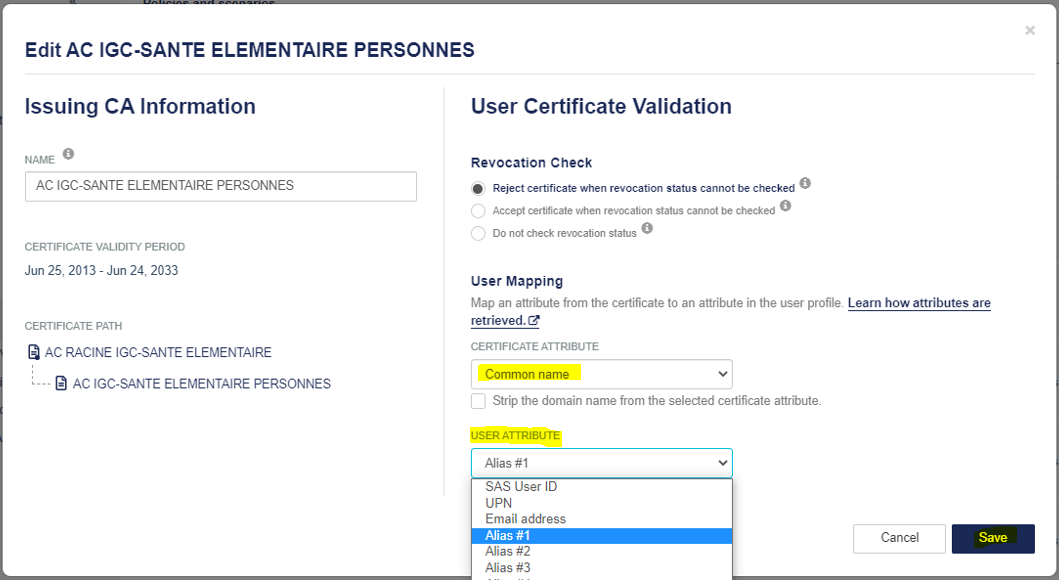 Policies and scenarios
Edit AC IGC-SANTE ELEMENTAIRE PERSONNES
×
Issuing CA Information
NAME
AC IGC-SANTE ELEMENTAIRE PERSONNES
CERTIFICATE VALIDITY PERIOD
Jun 25, 2013 - Jun 24, 2033
CERTIFICATE PATH
AC RACINE IGC-SANTE ELEMENTAIRE
AC IGC-SANTE ELEMENTAIRE PERSONNES
User Certificate Validation
Revocation Check
Reject certificate when revocation status cannot be checked
Accept certificate when revocation status cannot be checked
Do not check revocation status
User Mapping
Map an attribute from the certificate to an attribute in the user profile. Learn how attributes are
retrieved.
CERTIFICATE ATTRIBUTE
Common name
Strip the domain name from the selected certificate attribute.
USER ATTRIBUTE
Alias #1
SAS User ID
UPN
Email address
Alias #1
Alias #2
Alias #3
Cancel
Save